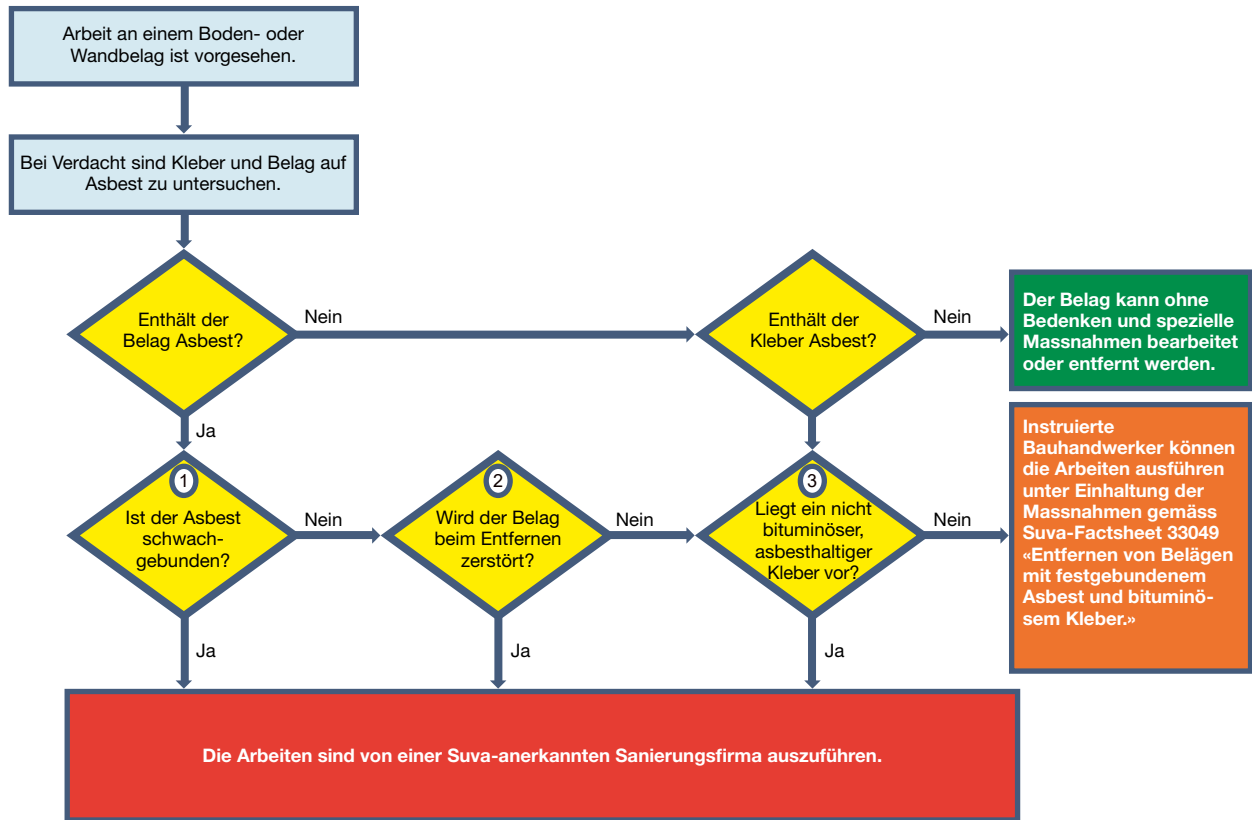 Arbeit an einem Boden- oder
Wandbelag ist vorgesehen.
Bei Verdacht sind Kleber und Belag auf
Asbest zu untersuchen.
Enthält der
Belag Asbest?
Nein
Enthält der
Kleber Asbest?
Nein
Der Belag kann ohne
Bedenken und spezielle
Massnahmen bearbeitet
oder entfernt werden.
Ja
1
Ist der Asbest
schwach-
gebunden?
Nein
2
Wird der Belag
beim Entfernen
zerstört?
Nein
3
Liegt ein nicht
bituminöser,
asbesthaltiger
Kleber vor?
Nein
Instruierte
Bauhandwerker können
die Arbeiten ausführen
unter Einhaltung der
Massnahmen gemäss
Suva-Factsheet 33049
«Entfernen von Belägen
mit festgebundenem
Asbest und bituminö-
sem Kleber.»
Ja
Ja
Ja
Die Arbeiten sind von einer Suva-anerkannten Sanierungsfirma auszuführen.